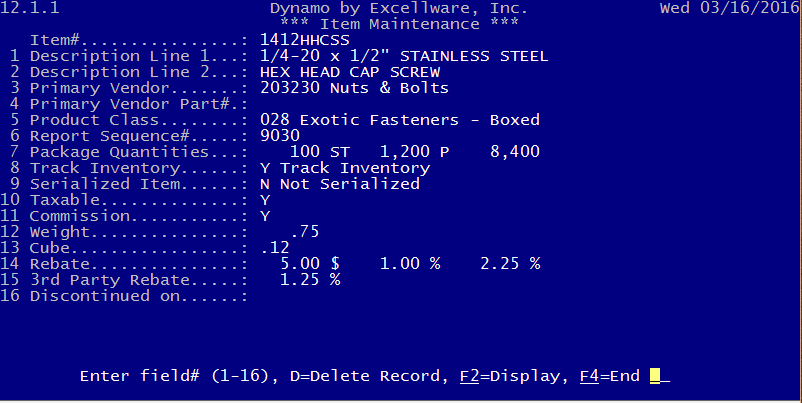 12.1.1 Dynamo by Excellware, Inc. Wed 03/16/2016
*** Item Maintenance ***
Item#................: 1412HHCSS
1 Description Line 1...: 1/4-20 x 1/2" STAINLESS STEEL
2 Description Line 2...: HEX HEAD CAP SCREW
3 Primary Vendor.......: 203230 Nuts & Bolts
4 Primary Vendor Part#.:
5 Product Class........: 028 Exotic Fasteners - Boxed
6 Report Sequence#.....: 9030
7 Package Quantities...: 100 ST 1,200 P 8,400
8 Track Inventory......: Y Track Inventory
9 Serialized Item......: N Not Serialized
10 Taxable..............: Y
11 Commission...........: Y
12 Weight...............: .75
13 Cube.................: .12
14 Rebate...............: 5.00 $ 1.00 % 2.25 %
15 3rd Party Rebate.....: 1.25 %
16 Discontinued on......:
Enter field# (1-16), D=Delete Record, F2=Display, F4=End _